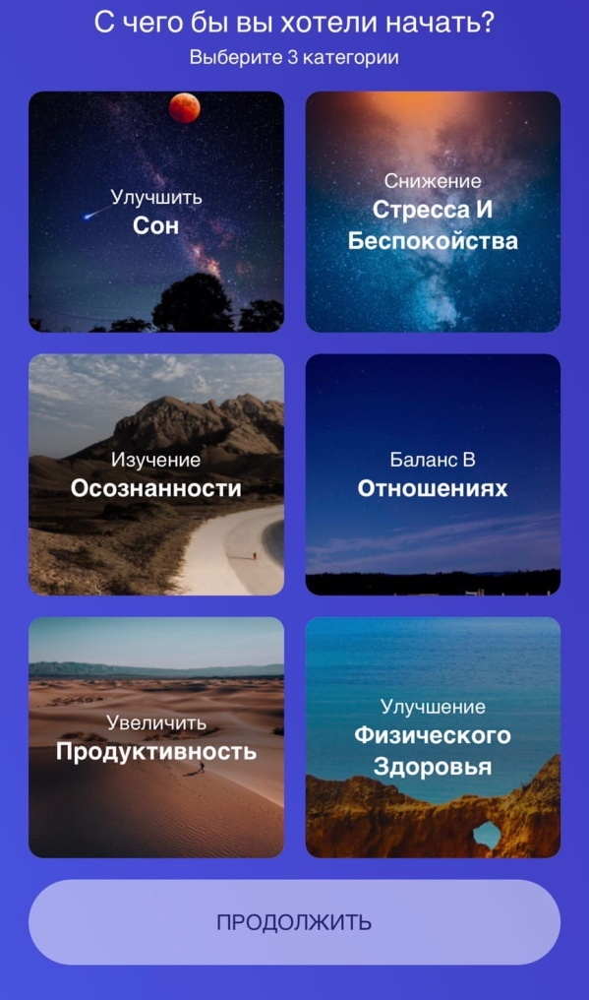 С чего бы вы хотели начать?
Выберите 3 категории
Улучшить
Сон
Снижение
Стресса И
Беспокойства
Изучение
Осознанности
Баланс В
Отношениях
Увеличить
Продуктивность
Улучшение
Физического
Здоровья
ПРОДОЛЖИТЬ